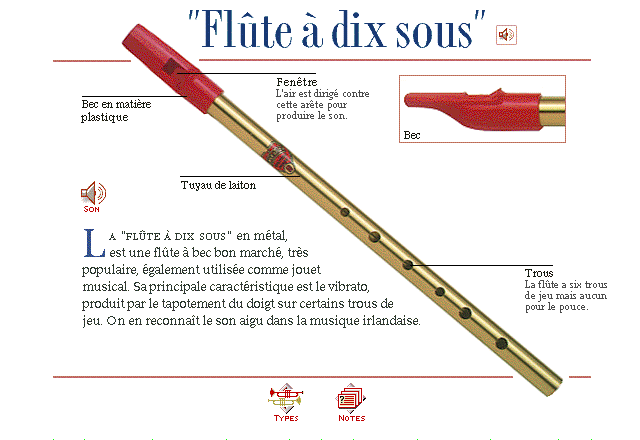 "Flûte à dix sous"
Fenêtre
L'air est dirigé contre
cette arête pour
produire le son.
Bec en matière
plastique
Bec
Tuyau de laiton
SON
LA "FLÛTE À DIX SOUS" en métal,
est une flûte à bec bon marché, très
populaire, également utilisée comme jouet
musical. Sa principale caractéristique est le vibrato,
produit par le tapotement du doigt sur certains trous de
jeu. On en reconnaît le son aigu dans la musique irlandaise.
Trous
La flûte a six trous
de jeu mais aucun
pour le pouce.
TYPES
NOTES